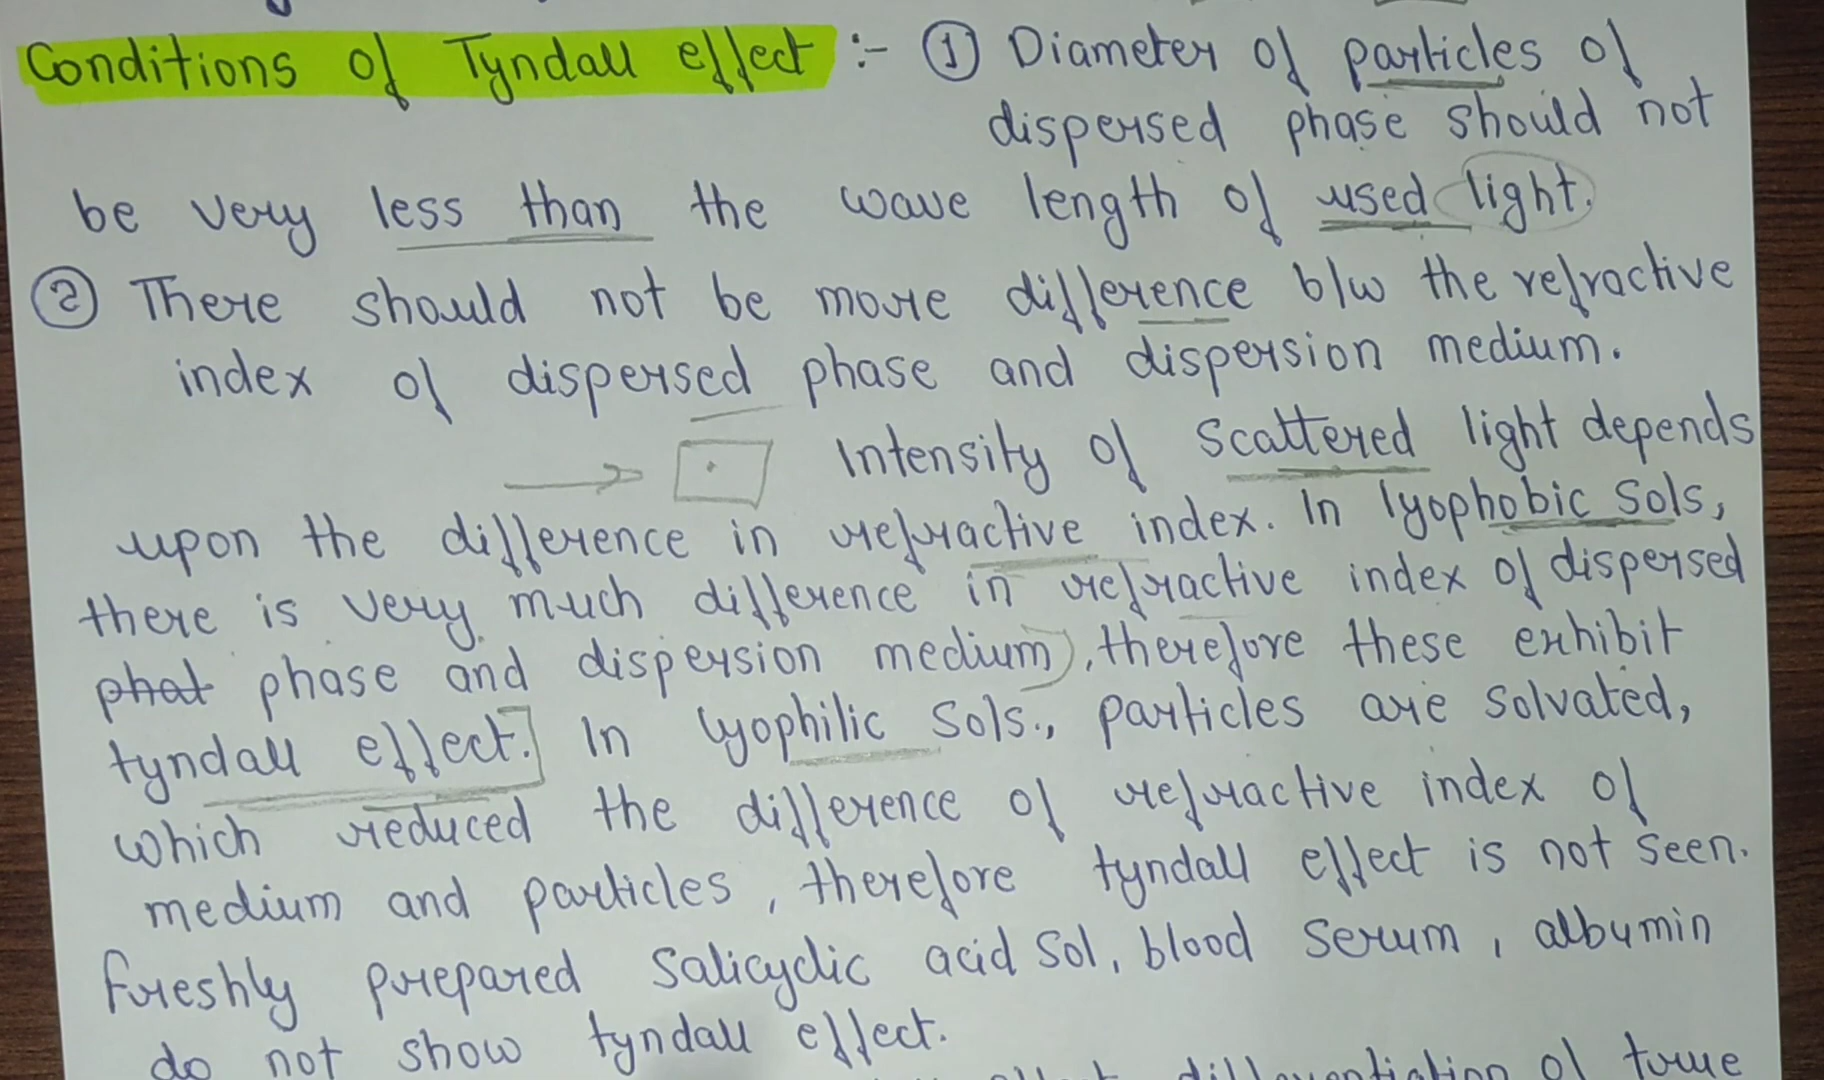 Conditions of Tyndall effect :- ① Diameter of particles of
dispersed phase should not
be very less than the wave length of used light.
② There should not be more difference b/w the refractive
index of dispersed phase and dispersion medium.
Intensity of scattered light depends
upon the difference in refractive index. In lyophobic sols,
there is very much difference in refractive index of dispersed
phat phase and dispersion medium, therefore these exhibit
tyndall effect. In lyophilic sols., particles are solvated,
which reduced the difference of refractive index of
medium and particles, therefore tyndall effect is not seen.
freshly prepared Salicyclic acid sol, blood serum, albumin
do not show tyndall effect.
of true